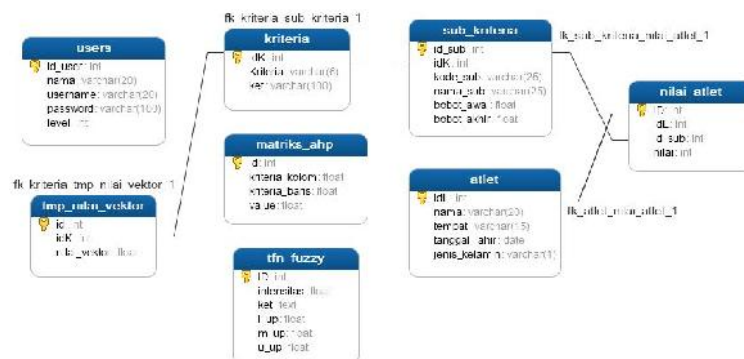 fk_kriteria_sub_kriteria_1
users
id_user: int
nama: varchar(20)
username: varchar(20)
password: varchar(100)
level: int
kriteria
idK: int
Kriteria: varchar(6)
ket: varchar(100)
matriks_ahp
id: int
kriteria_kolom: float
kriteria_baris: float
value: float
fk_kriteria_tmp_nilai_vektor_1
tmp_nilai_vektor
id: int
idK: int
nilai_vektor: float
tfn_fuzzy
ID: int
intensitas: float
ket: text
l_up: float
m_up: float
u_up: float
sub_kriteria
id_sub: int
idK: int
kode_sub: varchar(25)
nama_sub: varchar(25)
bobot_awal: float
bobot_akhir: float
fk_sub_kriteria_nilai_atlet_1
nilai_atlet
ID: int
id_sub: int
nilai: int
atlet
nama: varchar(20)
tempat: varchar(15)
tanggal_lahir: date
jenis_kelamin: varchar(1)
fk_atlet_nilai_atlet_1